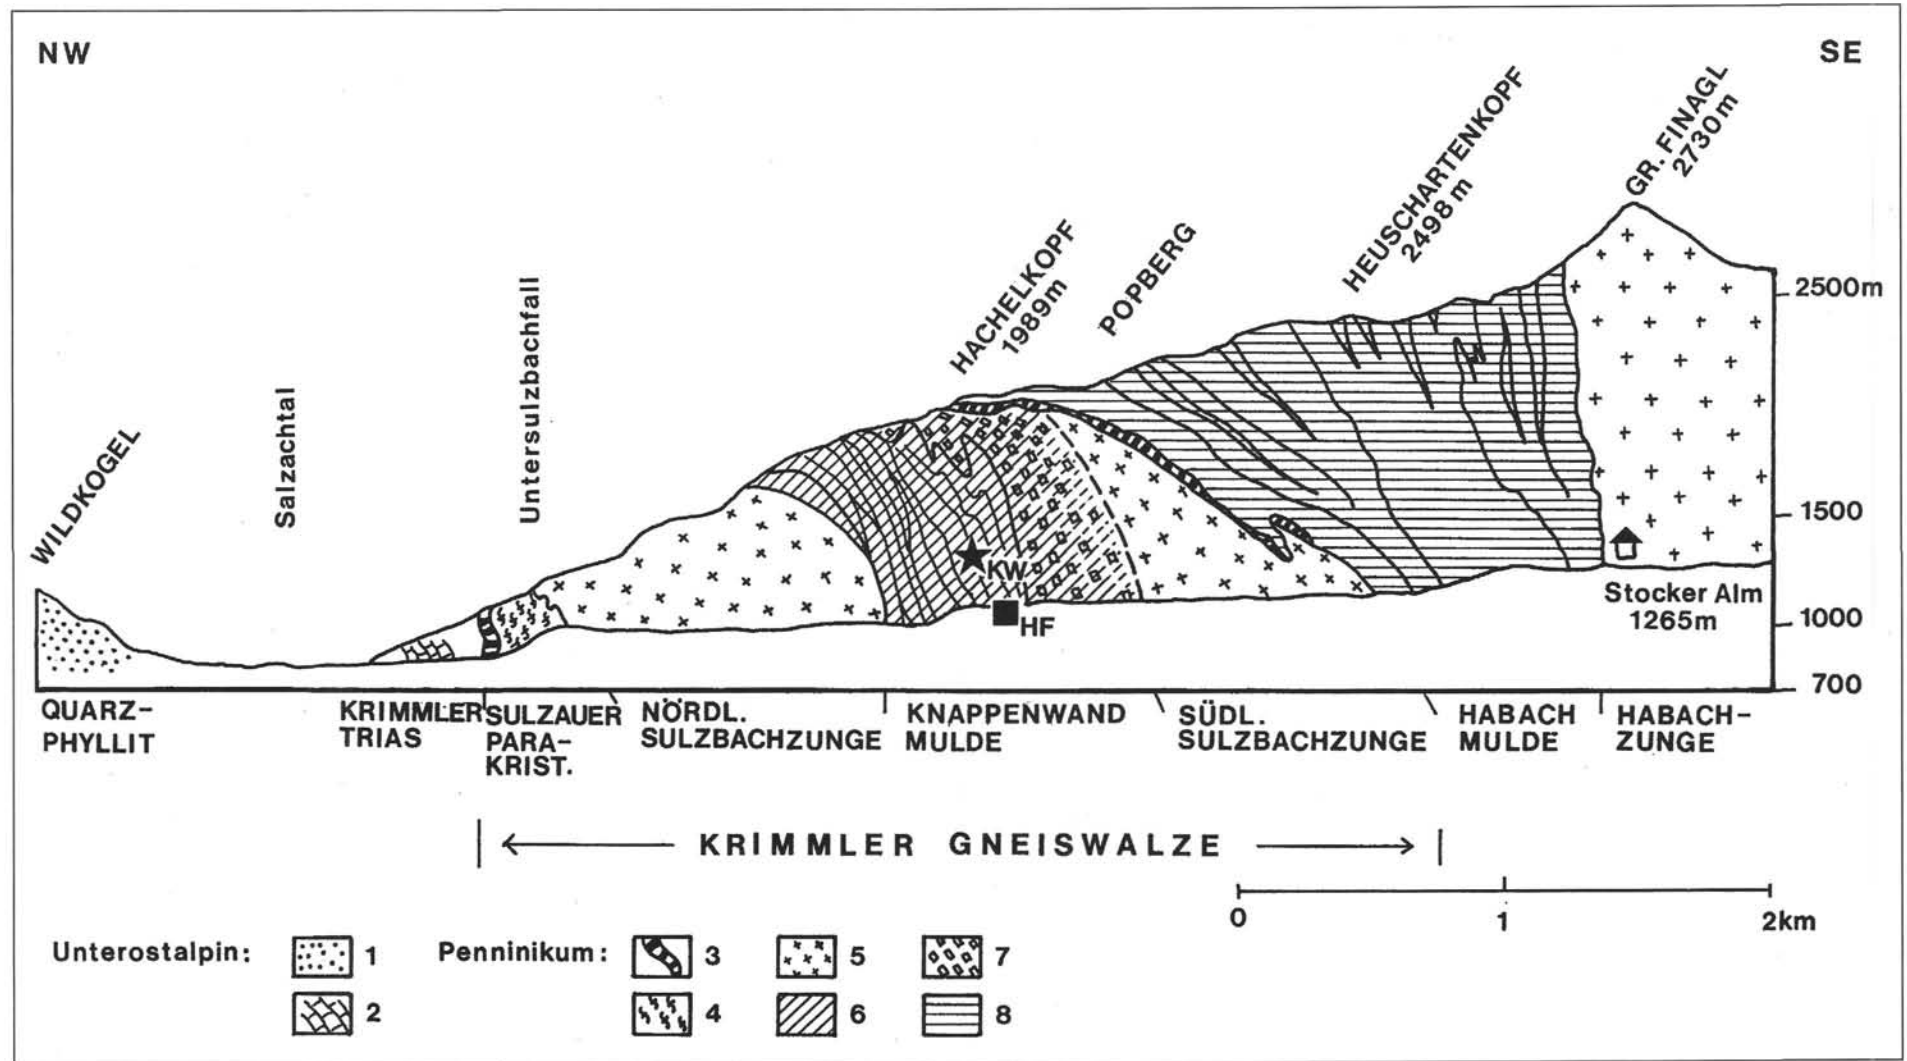 NW
SE
WILDKOGEL
Salzachtal
Untersulzbachfall
HACHELKOPF
1989m
POPBERG
HEUSCHARTENKOPF
2498m
GR. FINAGL
2730m
2500m
1500
1000
700
KW
HF
Stocker Alm
1265m
QUARZ-
PHYLLIT
KRIMMLER
TRIAS
SULZAUER
PARA-
KRIST.
NÖRDL.
SULZBACHZUNGE
KNAPPENWAND
MULDE
SÜDL.
SULZBACHZUNGE
HABACH
MULDE
HABACH-
ZUNGE
KRIMMLER GNEISWALZE
0 1 2km
Unterostalpin: 1 Penninikum: 3 5 7
2 4 6 8